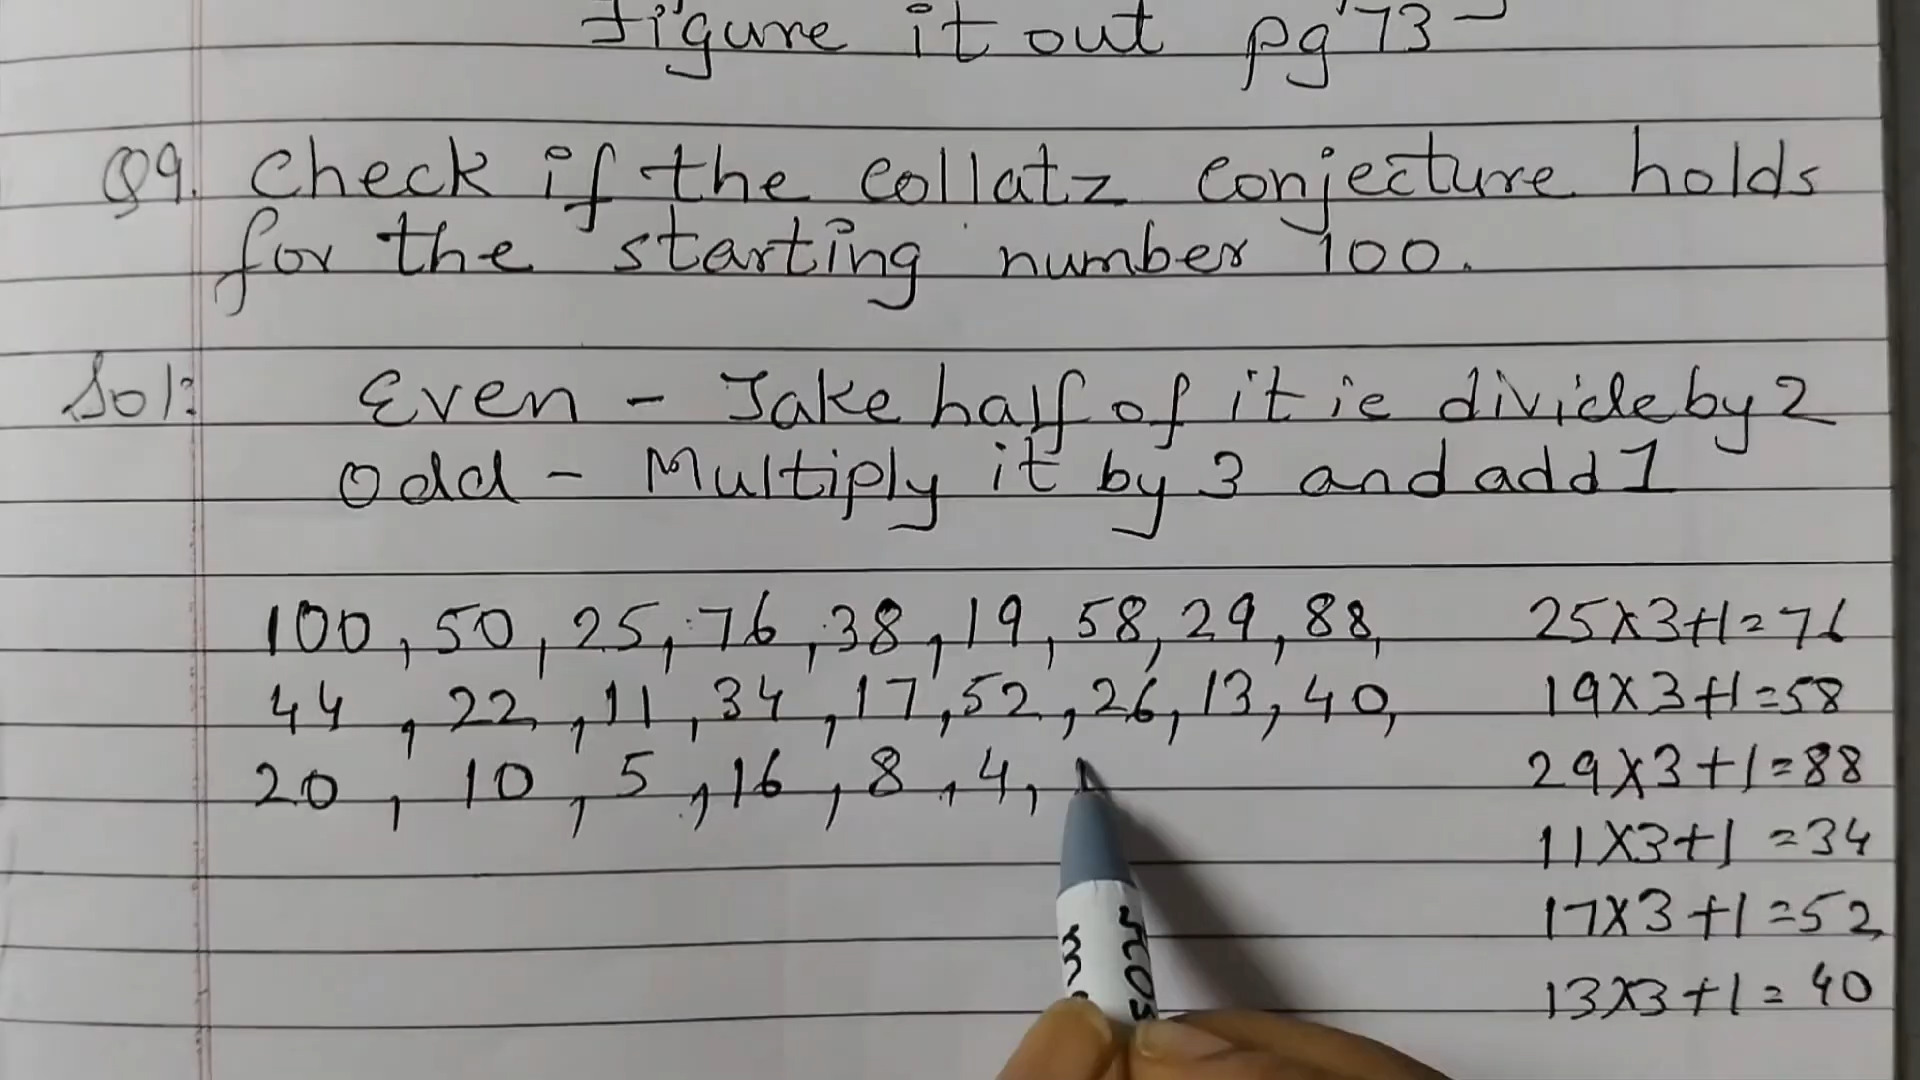 Figure it out pg 73
Q9. Check if the collatz conjecture holds
for the starting number 100.
Sol: Even - Take half of it ie divide by 2
Odd - Multiply it by 3 and add 1
100, 50, 25, 76, 38, 19, 58, 29, 88, 25x3+1=76
44, 22, 11, 34, 17, 52, 26, 13, 40, 19x3+1=58
20, 10, 5, 16, 8, 4, 29x3+1=88
11x3+1=34
17x3+1=52
13x3+1=40